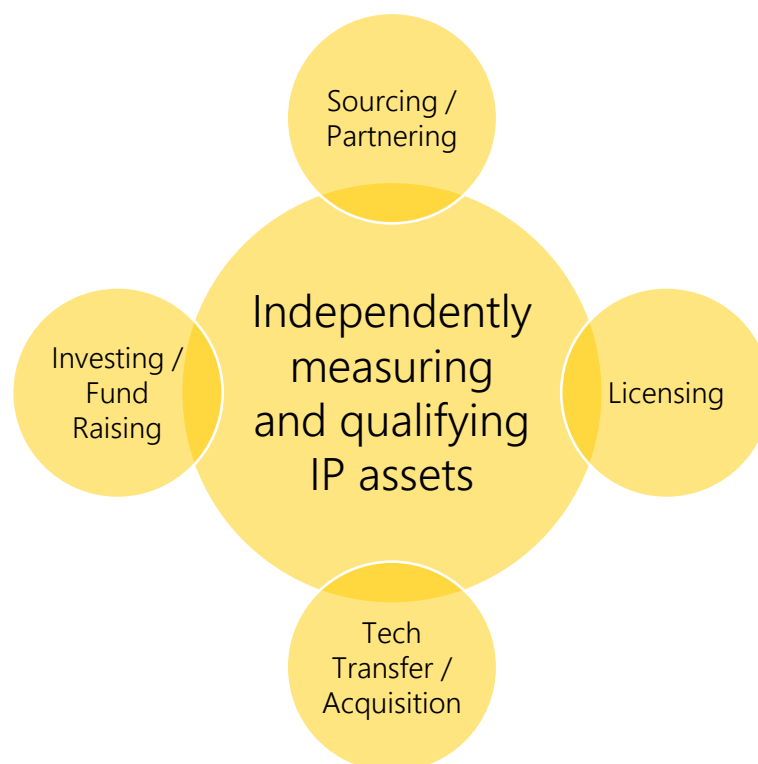 Sourcing /
Partnering
Independently
measuring
and qualifying
IP assets
Investing /
Fund
Raising
Licensing
Tech
Transfer /
Acquisition